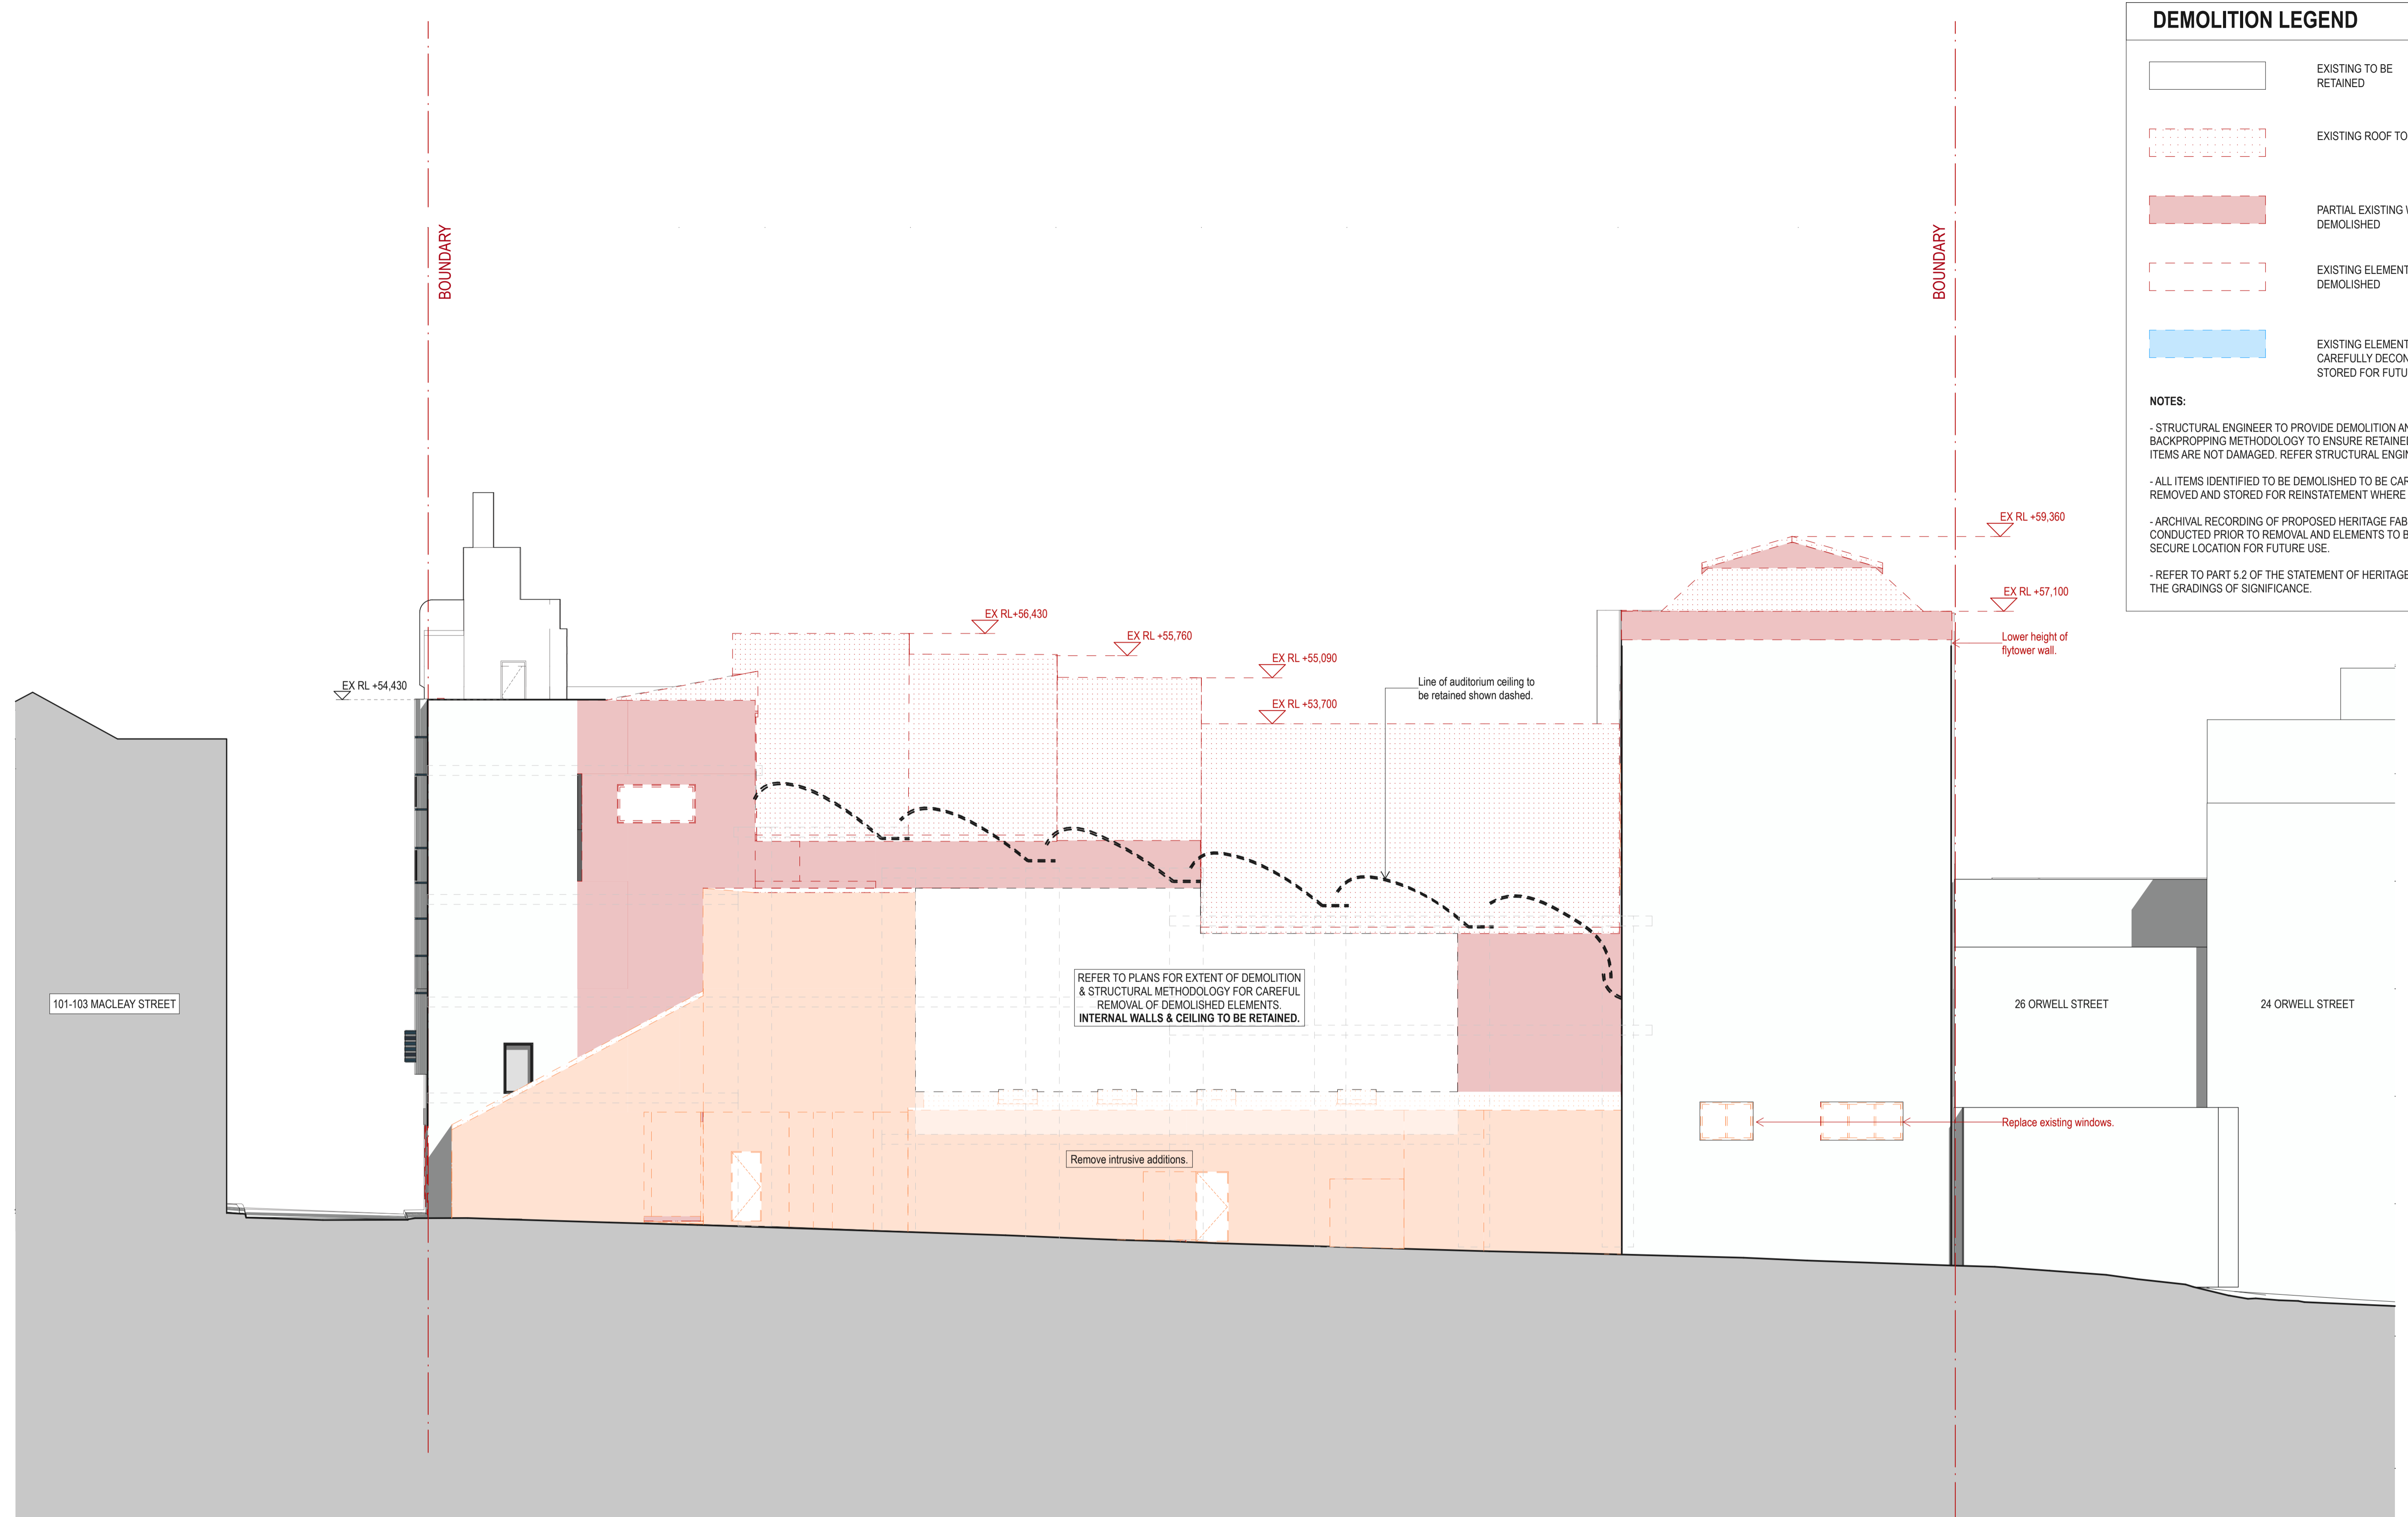 DEMOLITION LEGEND
EXISTING TO BE
RETAINED
EXISTING ROOF TO
PARTIAL EXISTING
DEMOLISHED
EXISTING ELEMENT
DEMOLISHED
EXISTING ELEMENT
CAREFULLY DECON
STORED FOR FUTU
NOTES:
- STRUCTURAL ENGINEER TO PROVIDE DEMOLITION AN
BACKPROPPING METHODOLOGY TO ENSURE RETAINE
ITEMS ARE NOT DAMAGED. REFER STRUCTURAL ENGI
- ALL ITEMS IDENTIFIED TO BE DEMOLISHED TO BE CAR
REMOVED AND STORED FOR REINSTATEMENT WHERE
- ARCHIVAL RECORDING OF PROPOSED HERITAGE FAB
CONDUCTED PRIOR TO REMOVAL AND ELEMENTS TO B
SECURE LOCATION FOR FUTURE USE.
- REFER TO PART 5.2 OF THE STATEMENT OF HERITAGE
THE GRADINGS OF SIGNIFICANCE.
BOUNDARY
BOUNDARY
EX RL +59,360
EX RL +57,100
EX RL+56,430
EX RL +55,760
Lower height of
flytower wall.
EX RL +55,090
EX RL +54,430
Line of auditorium ceiling to
be retained shown dashed.
EX RL +53,700
REFER TO PLANS FOR EXTENT OF DEMOLITION
& STRUCTURAL METHODOLOGY FOR CAREFUL
REMOVAL OF DEMOLISHED ELEMENTS.
INTERNAL WALLS & CEILING TO BE RETAINED.
101-103 MACLEAY STREET
26 ORWELL STREET
24 ORWELL STREET
Replace existing windows.
Remove intrusive additions.